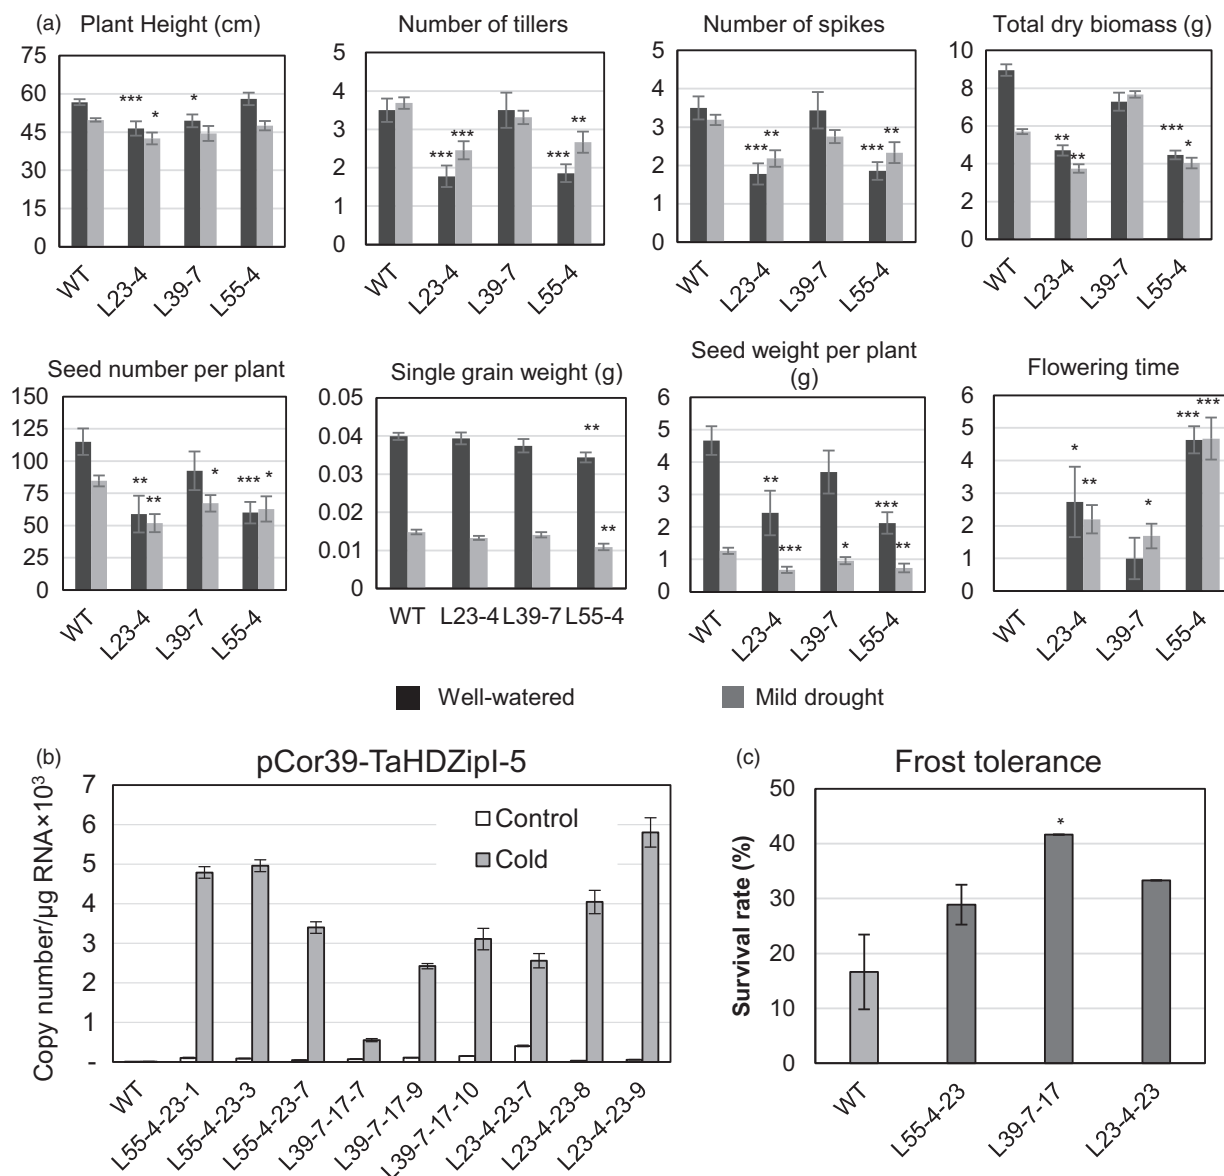 (a) Plant Height (cm)
75
60
45
30
15
0
***
*
*
WT
L23-4
L39-7
L55-4
Number of tillers
5
4
3
2
1
0
***
***
***
**
WT
L23-4
L39-7
L55-4
Number of spikes
5
4
3
2
1
0
***
**
***
**
WT
L23-4
L39-7
L55-4
Total dry biomass (g)
10
8
6
4
2
0
**
**
***
*
WT
L23-4
L39-7
L55-4
Seed number per plant
150
125
100
75
50
25
0
**
**
*
***
*
WT
L23-4
L39-7
L55-4
Single grain weight (g)
0.05
0.04
0.03
0.02
0.01
0
**
**
WT
L23-4
L39-7
L55-4
Seed weight per plant
(g)
6
5
4
3
2
1
0
**
***
*
***
**
WT
L23-4
L39-7
L55-4
Flowering time
6
5
4
3
2
1
0
*
**
*
***
***
WT
L23-4
L39-7
L55-4
Well-watered
Mild drought
(b) pCor39-TaHDZipI-5
Copy number/µg RNA×10³
7
6
5
4
3
2
1
-
Control
Cold
WT
L55-4-23-1
L55-4-23-3
L55-4-23-7
L39-7-17-7
L39-7-17-9
L39-7-17-10
L23-4-23-7
L23-4-23-8
L23-4-23-9
(c) Frost tolerance
Survival rate (%)
50
40
30
20
10
0
*
WT
L55-4-23
L39-7-17
L23-4-23